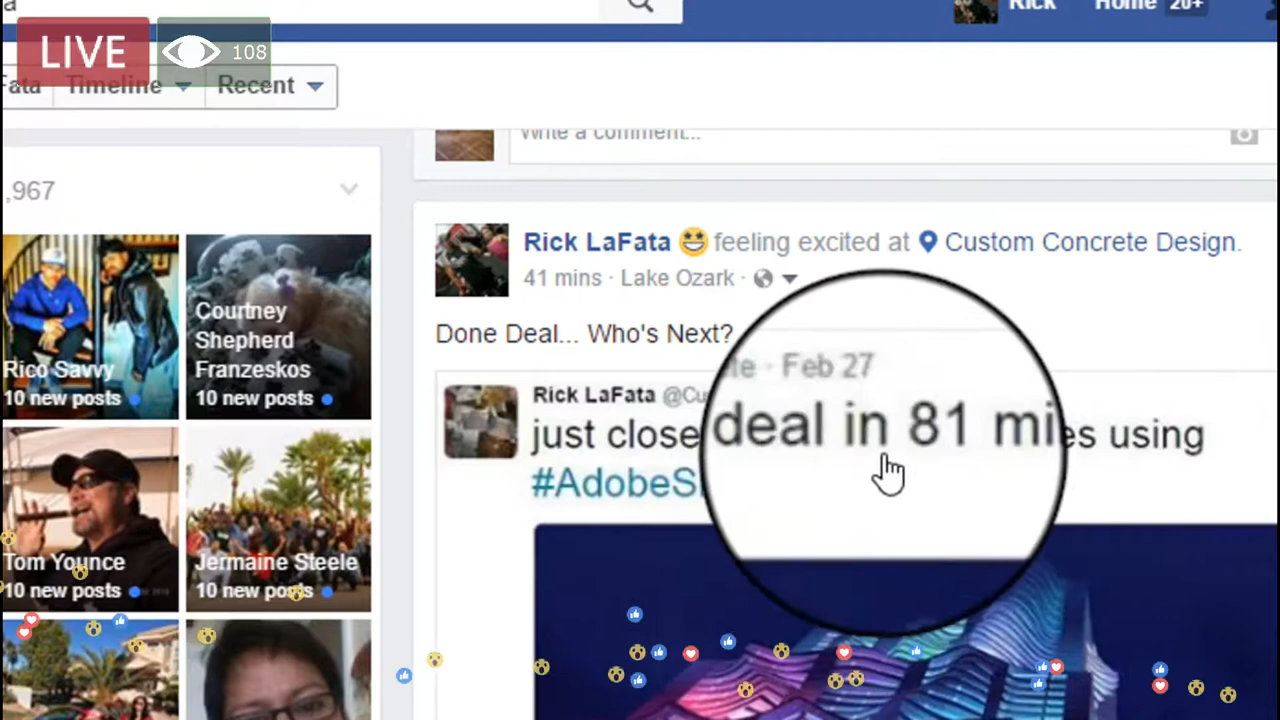 a
Rick Home 20+
LIVE 108
Fata Timeline Recent
Write a comment...
,967
Rick LaFata feeling excited at Custom Concrete Design.
41 mins · Lake Ozark ·
Done Deal... Who's Next?
Feb 27
Rick LaFata @Cu
just close deal in 81 mi es using
#AdobeS
Rico Savvy
10 new posts
Courtney
Shepherd
Franzeskos
10 new posts
Tom Younce
10 new posts
Jermaine Steele
10 new posts